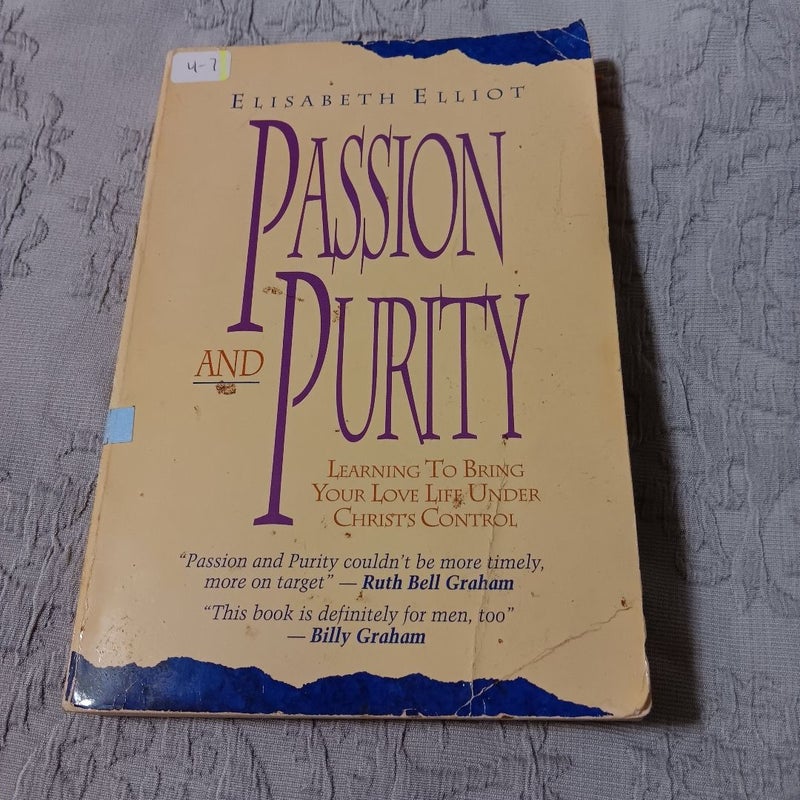 4-7
ELISABETH ELLIOT
PASSION
AND
PURITY
LEARNING TO BRING
YOUR LOVE LIFE UNDER
CHRIST'S CONTROL
“Passion and Purity couldn't be more timely,
more on target” — Ruth Bell Graham
“This book is definitely for men, too”
— Billy Graham